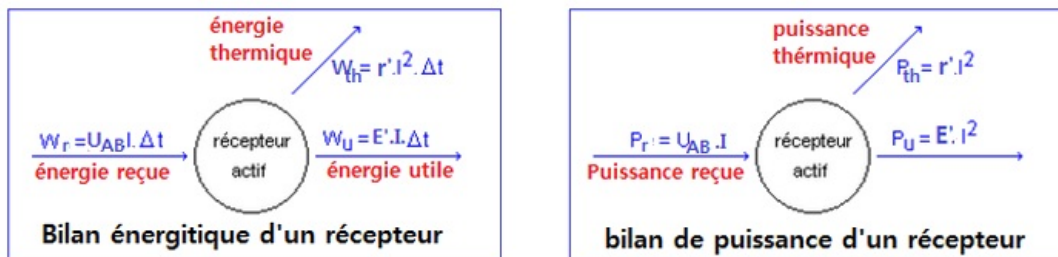 énergie
thermique
Wth= r'.I². Δt
Wr =UABI. Δt
énergie reçue
récepteur
actif
WU= E'.I. Δt
énergie utile
Bilan énergitique d'un récepteur
puissance
thérmique
Pth= r'.I²
Pr = UAB .I
Puissance reçue
récepteur
actif
PU = E'. I²
bilan de puissance d'un récepteur